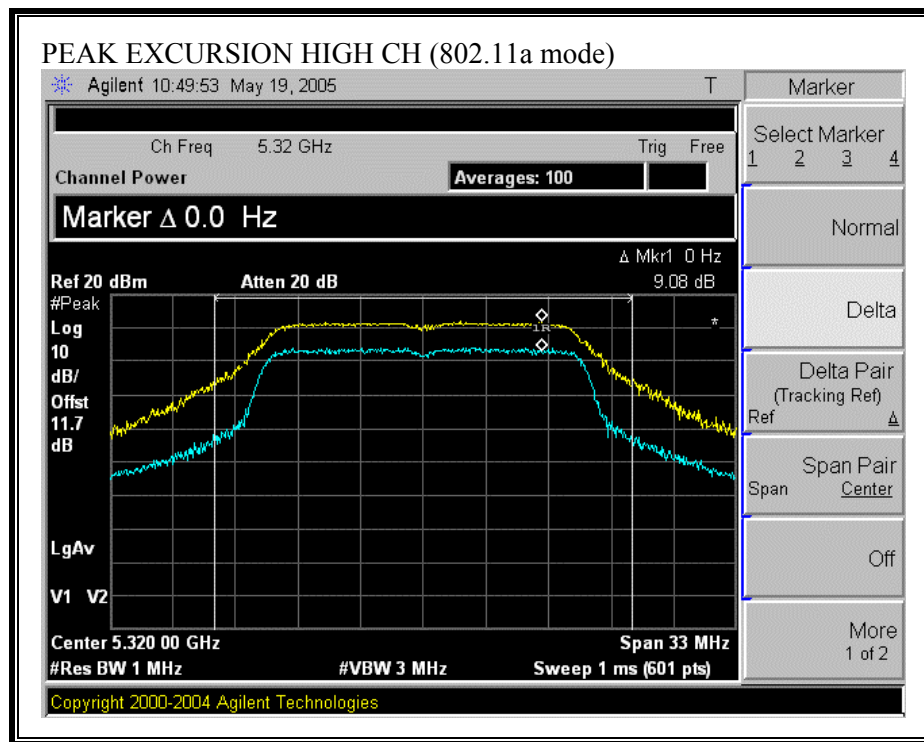 PEAK EXCURSION HIGH CH (802.11a mode)
Agilent 10:49:53 May 19, 2005 T
Ch Freq 5.32 GHz Trig Free
Channel Power Averages: 100
Marker Δ 0.0 Hz
Δ Mkr1 0 Hz
Ref 20 dBm Atten 20 dB 9.08 dB
#Peak
Log
10
dB/
Offst
11.7
dB
1R
*
LgAv
V1 V2
Center 5.320 00 GHz Span 33 MHz
#Res BW 1 MHz #VBW 3 MHz Sweep 1 ms (601 pts)
Copyright 2000-2004 Agilent Technologies
Marker
Select Marker
1 2 3 4
Normal
Delta
Delta Pair
(Tracking Ref)
Ref Δ
Span Pair
Span Center
Off
More
1 of 2